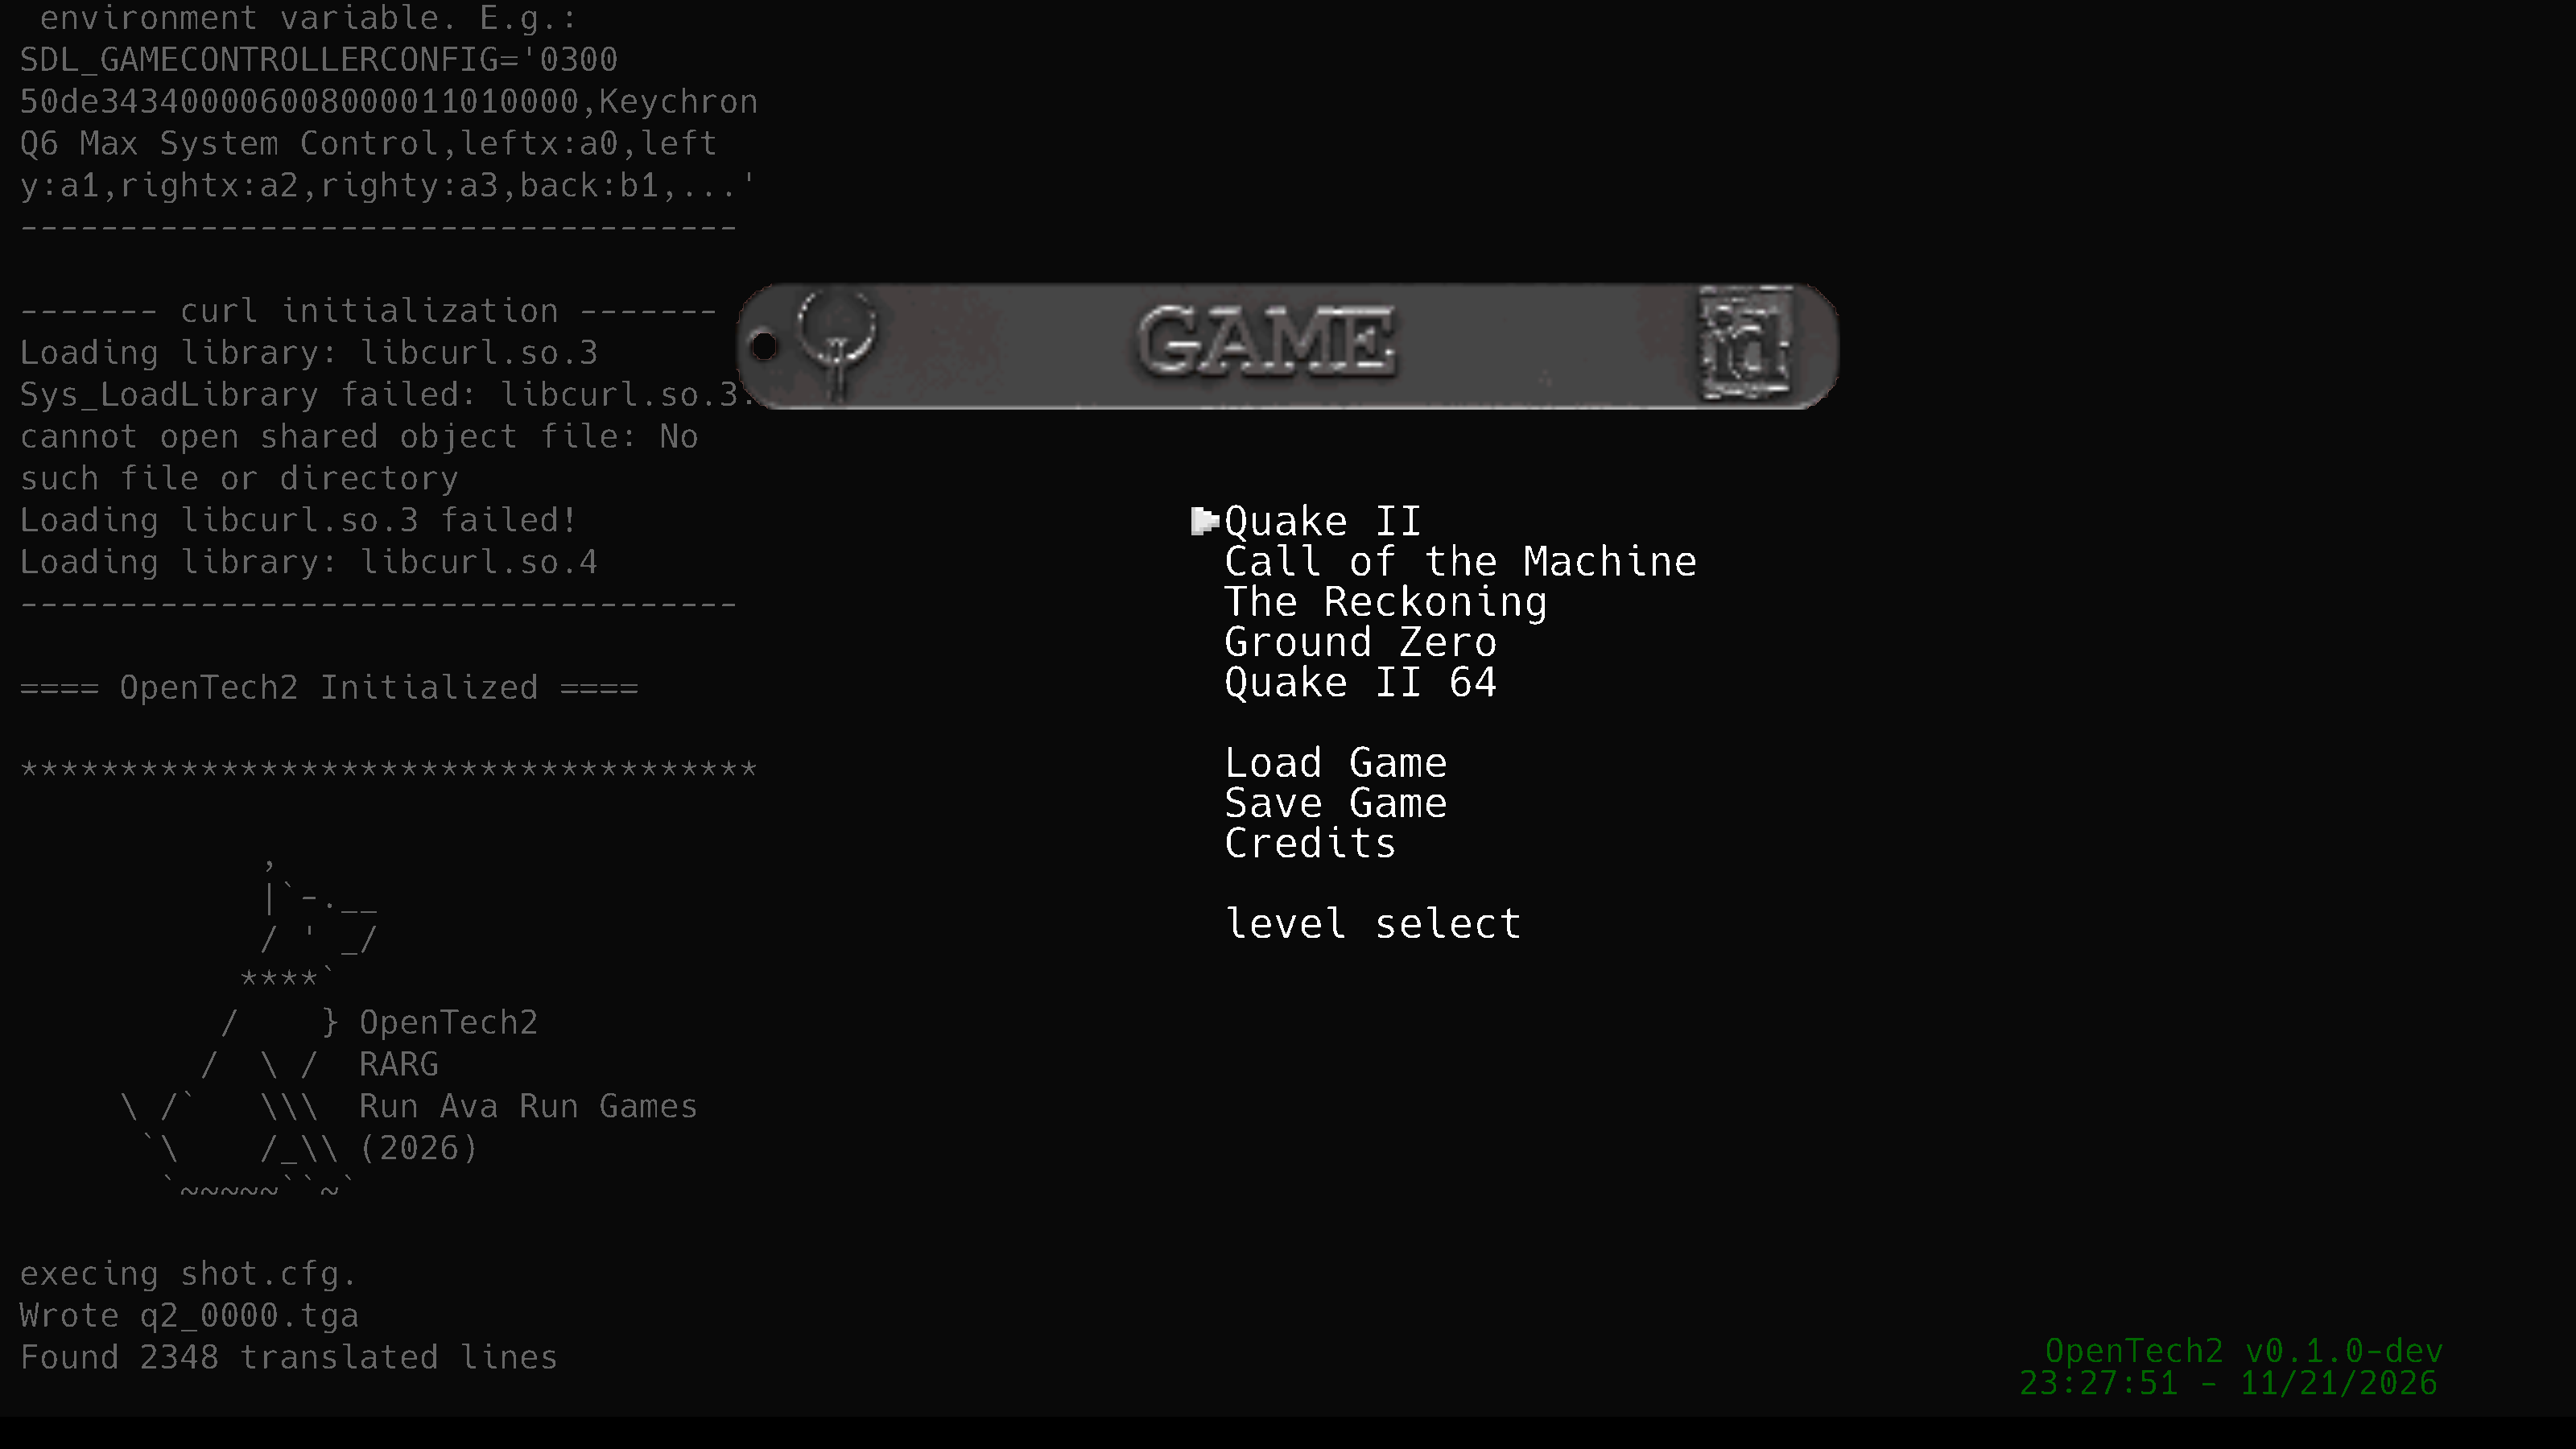 environment variable. E.g.:
SDL_GAMECONTROLLERCONFIG='0300
50de343400006008000011010000,Keychron
Q6 Max System Control,leftx:a0,left
y:a1,rightx:a2,righty:a3,back:b1,...'
------------------------------------
------- curl initialization -------
Loading library: libcurl.so.3
Sys_LoadLibrary failed: libcurl.so.3:
cannot open shared object file: No
such file or directory
Loading libcurl.so.3 failed!
Loading library: libcurl.so.4
------------------------------------
==== OpenTech2 Initialized ====
*************************************
            ,
            |`-.__
            / ' _/
           ****`
          /    } OpenTech2
         /  \ /  RARG
     \ /`   \\\  Run Ava Run Games
      `\    /_\\ (2026)
       `~~~~~``~`
execing shot.cfg.
Wrote q2_0000.tga
Found 2348 translated lines
GAME
id
Quake II
Call of the Machine
The Reckoning
Ground Zero
Quake II 64
Load Game
Save Game
Credits
level select
OpenTech2 v0.1.0-dev
23:27:51 - 11/21/2026